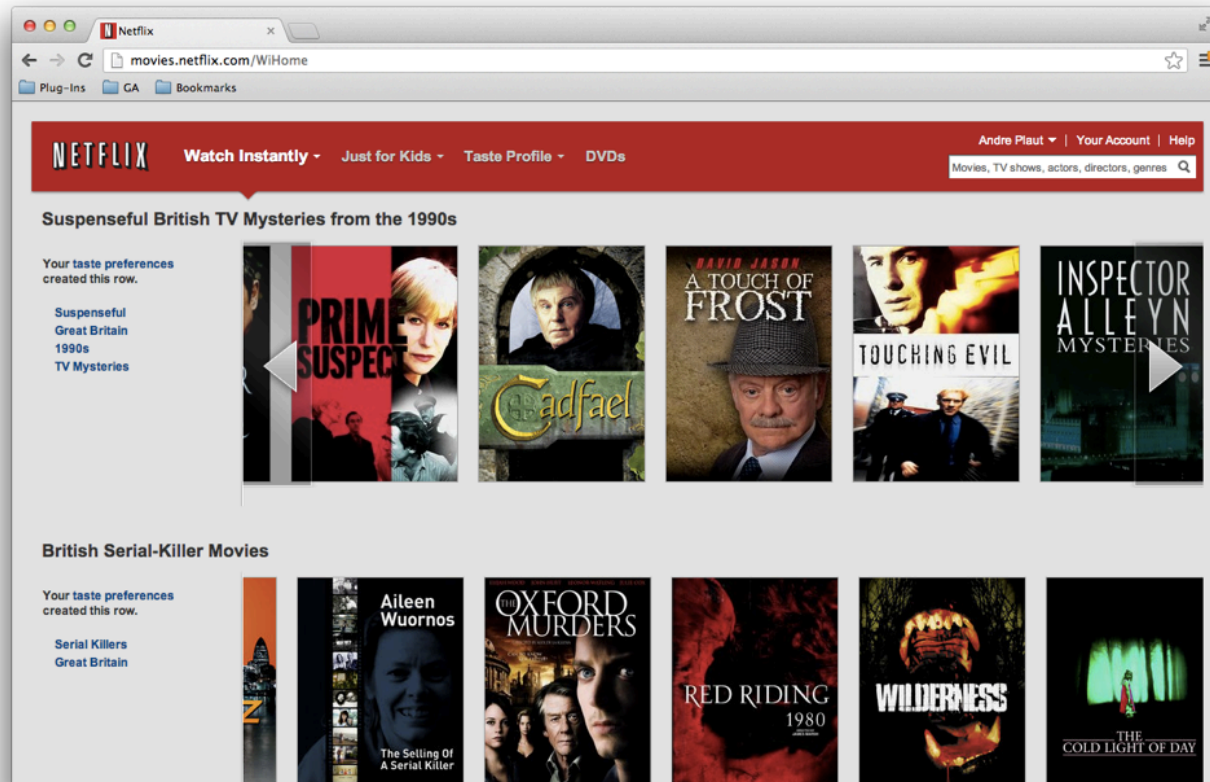 Netflix
movies.netflix.com/WiHome
Plug-Ins GA Bookmarks
NETFLIX Watch Instantly Just for Kids Taste Profile DVDs
Andre Plaut | Your Account | Help
Movies, TV shows, actors, directors, genres
Suspenseful British TV Mysteries from the 1990s
Your taste preferences
created this row.
Suspenseful
Great Britain
1990s
TV Mysteries
PRIME
SUSPECT
Cadfael
DAVID JASON
A TOUCH OF
FROST
TOUCHING EVIL
INSPECTOR
ALLEYN
MYSTERIES
British Serial-Killer Movies
Your taste preferences
created this row.
Serial Killers
Great Britain
Z
Aileen
Wuornos
The Selling Of
A Serial Killer
THE
OXFORD
MURDERS
RED RIDING
1980
WILDERNESS
THE
COLD LIGHT OF DAY